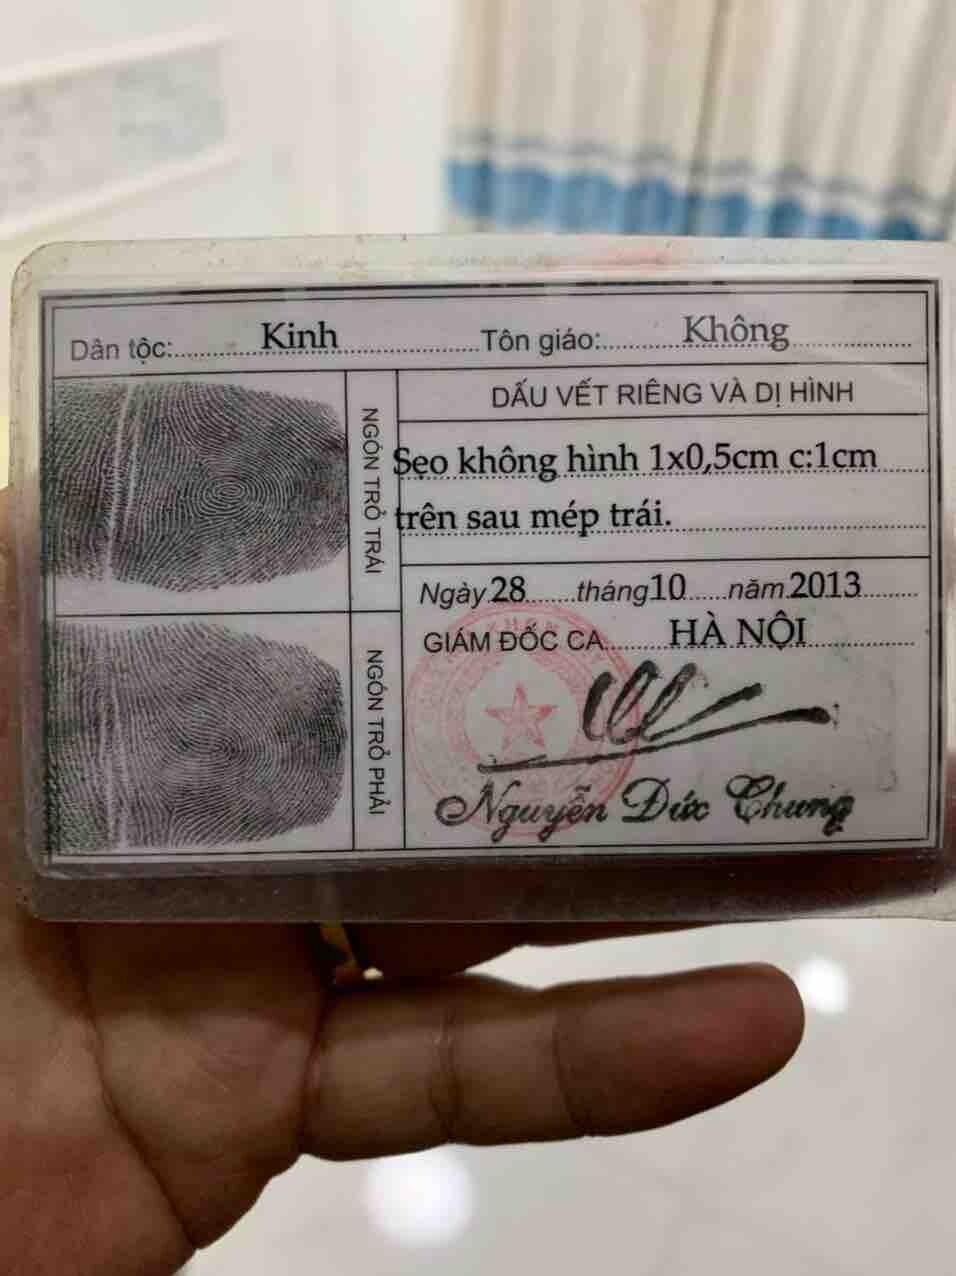 Dân tộc: Kinh Tôn giáo: Không
NGÓN TRỎ TRÁI
DẤU VẾT RIÊNG VÀ DỊ HÌNH
Sẹo không hình 1x0,5cm c:1cm
trên sau mép trái.
NGÓN TRỎ PHẢI
Ngày 28 tháng 10 năm 2013
GIÁM ĐỐC CA HÀ NỘI
Nguyễn Đức Chung